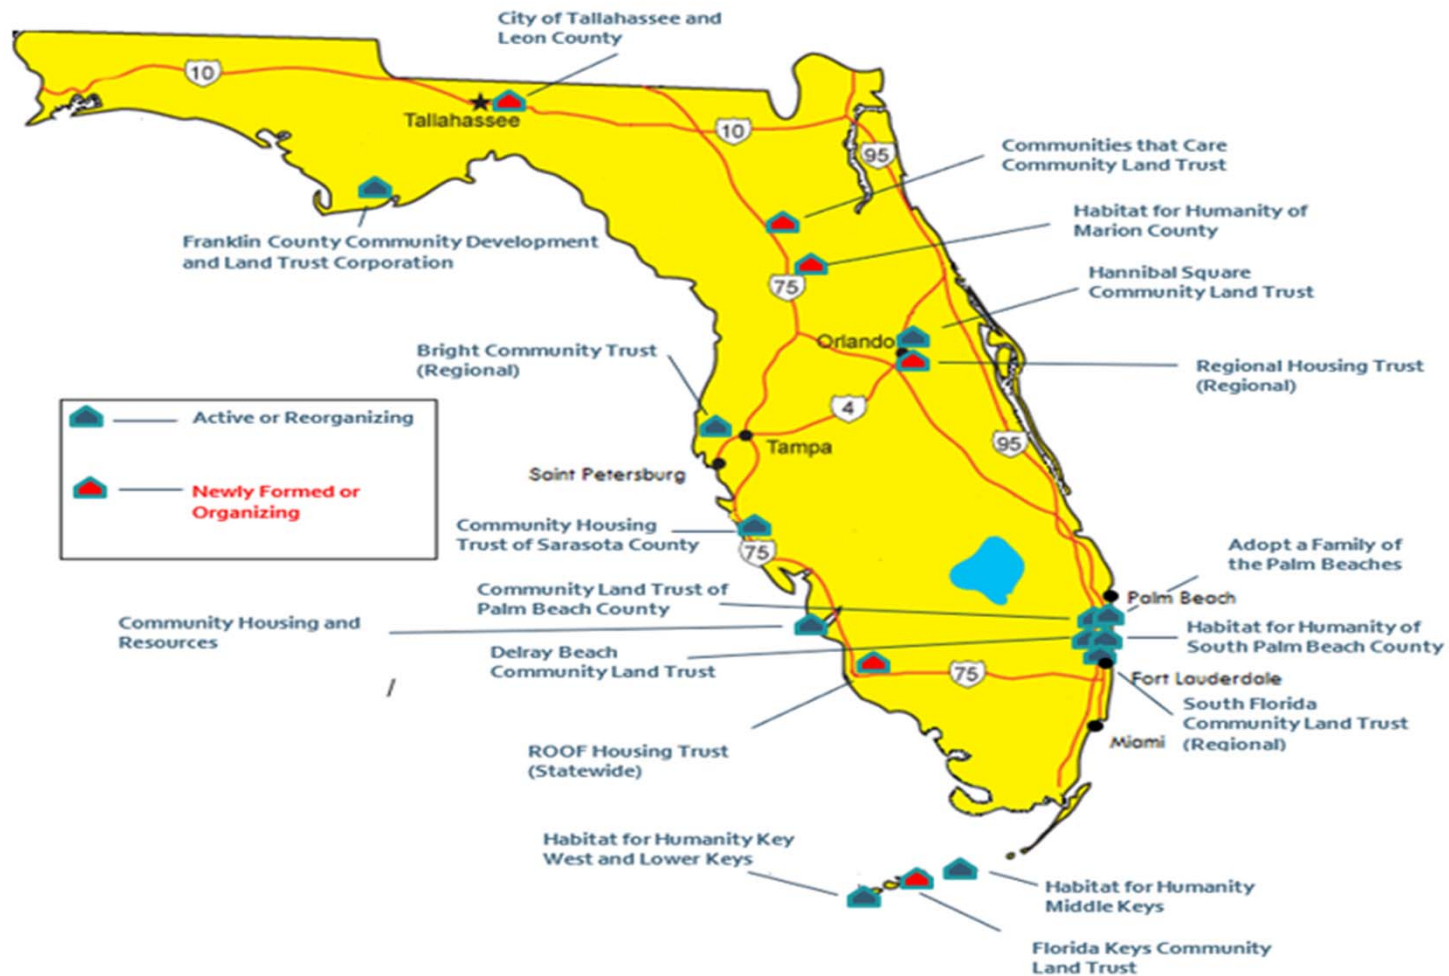 City of Tallahassee and
Leon County
10
Tallahassee
10
95
Communities that Care
Community Land Trust
Habitat for Humanity of
Marion County
Franklin County Community Development
and Land Trust Corporation
75
Hannibal Square
Community Land Trust
Orlando
Bright Community Trust
(Regional)
Regional Housing Trust
(Regional)
4
Active or Reorganizing
95
Tampa
Saint Petersburg
Newly Formed or
Organizing
Community Housing
Trust of Sarasota County
75
Adopt a Family of
the Palm Beaches
Community Land Trust of
Palm Beach County
Palm Beach
Community Housing and
Resources
Habitat for Humanity of
South Palm Beach County
Delray Beach
Community Land Trust
75
Fort Lauderdale
/
South Florida
Community Land Trust
(Regional)
Miami
ROOF Housing Trust
(Statewide)
Habitat for Humanity Key
West and Lower Keys
Habitat for Humanity
Middle Keys
Florida Keys Community
Land Trust